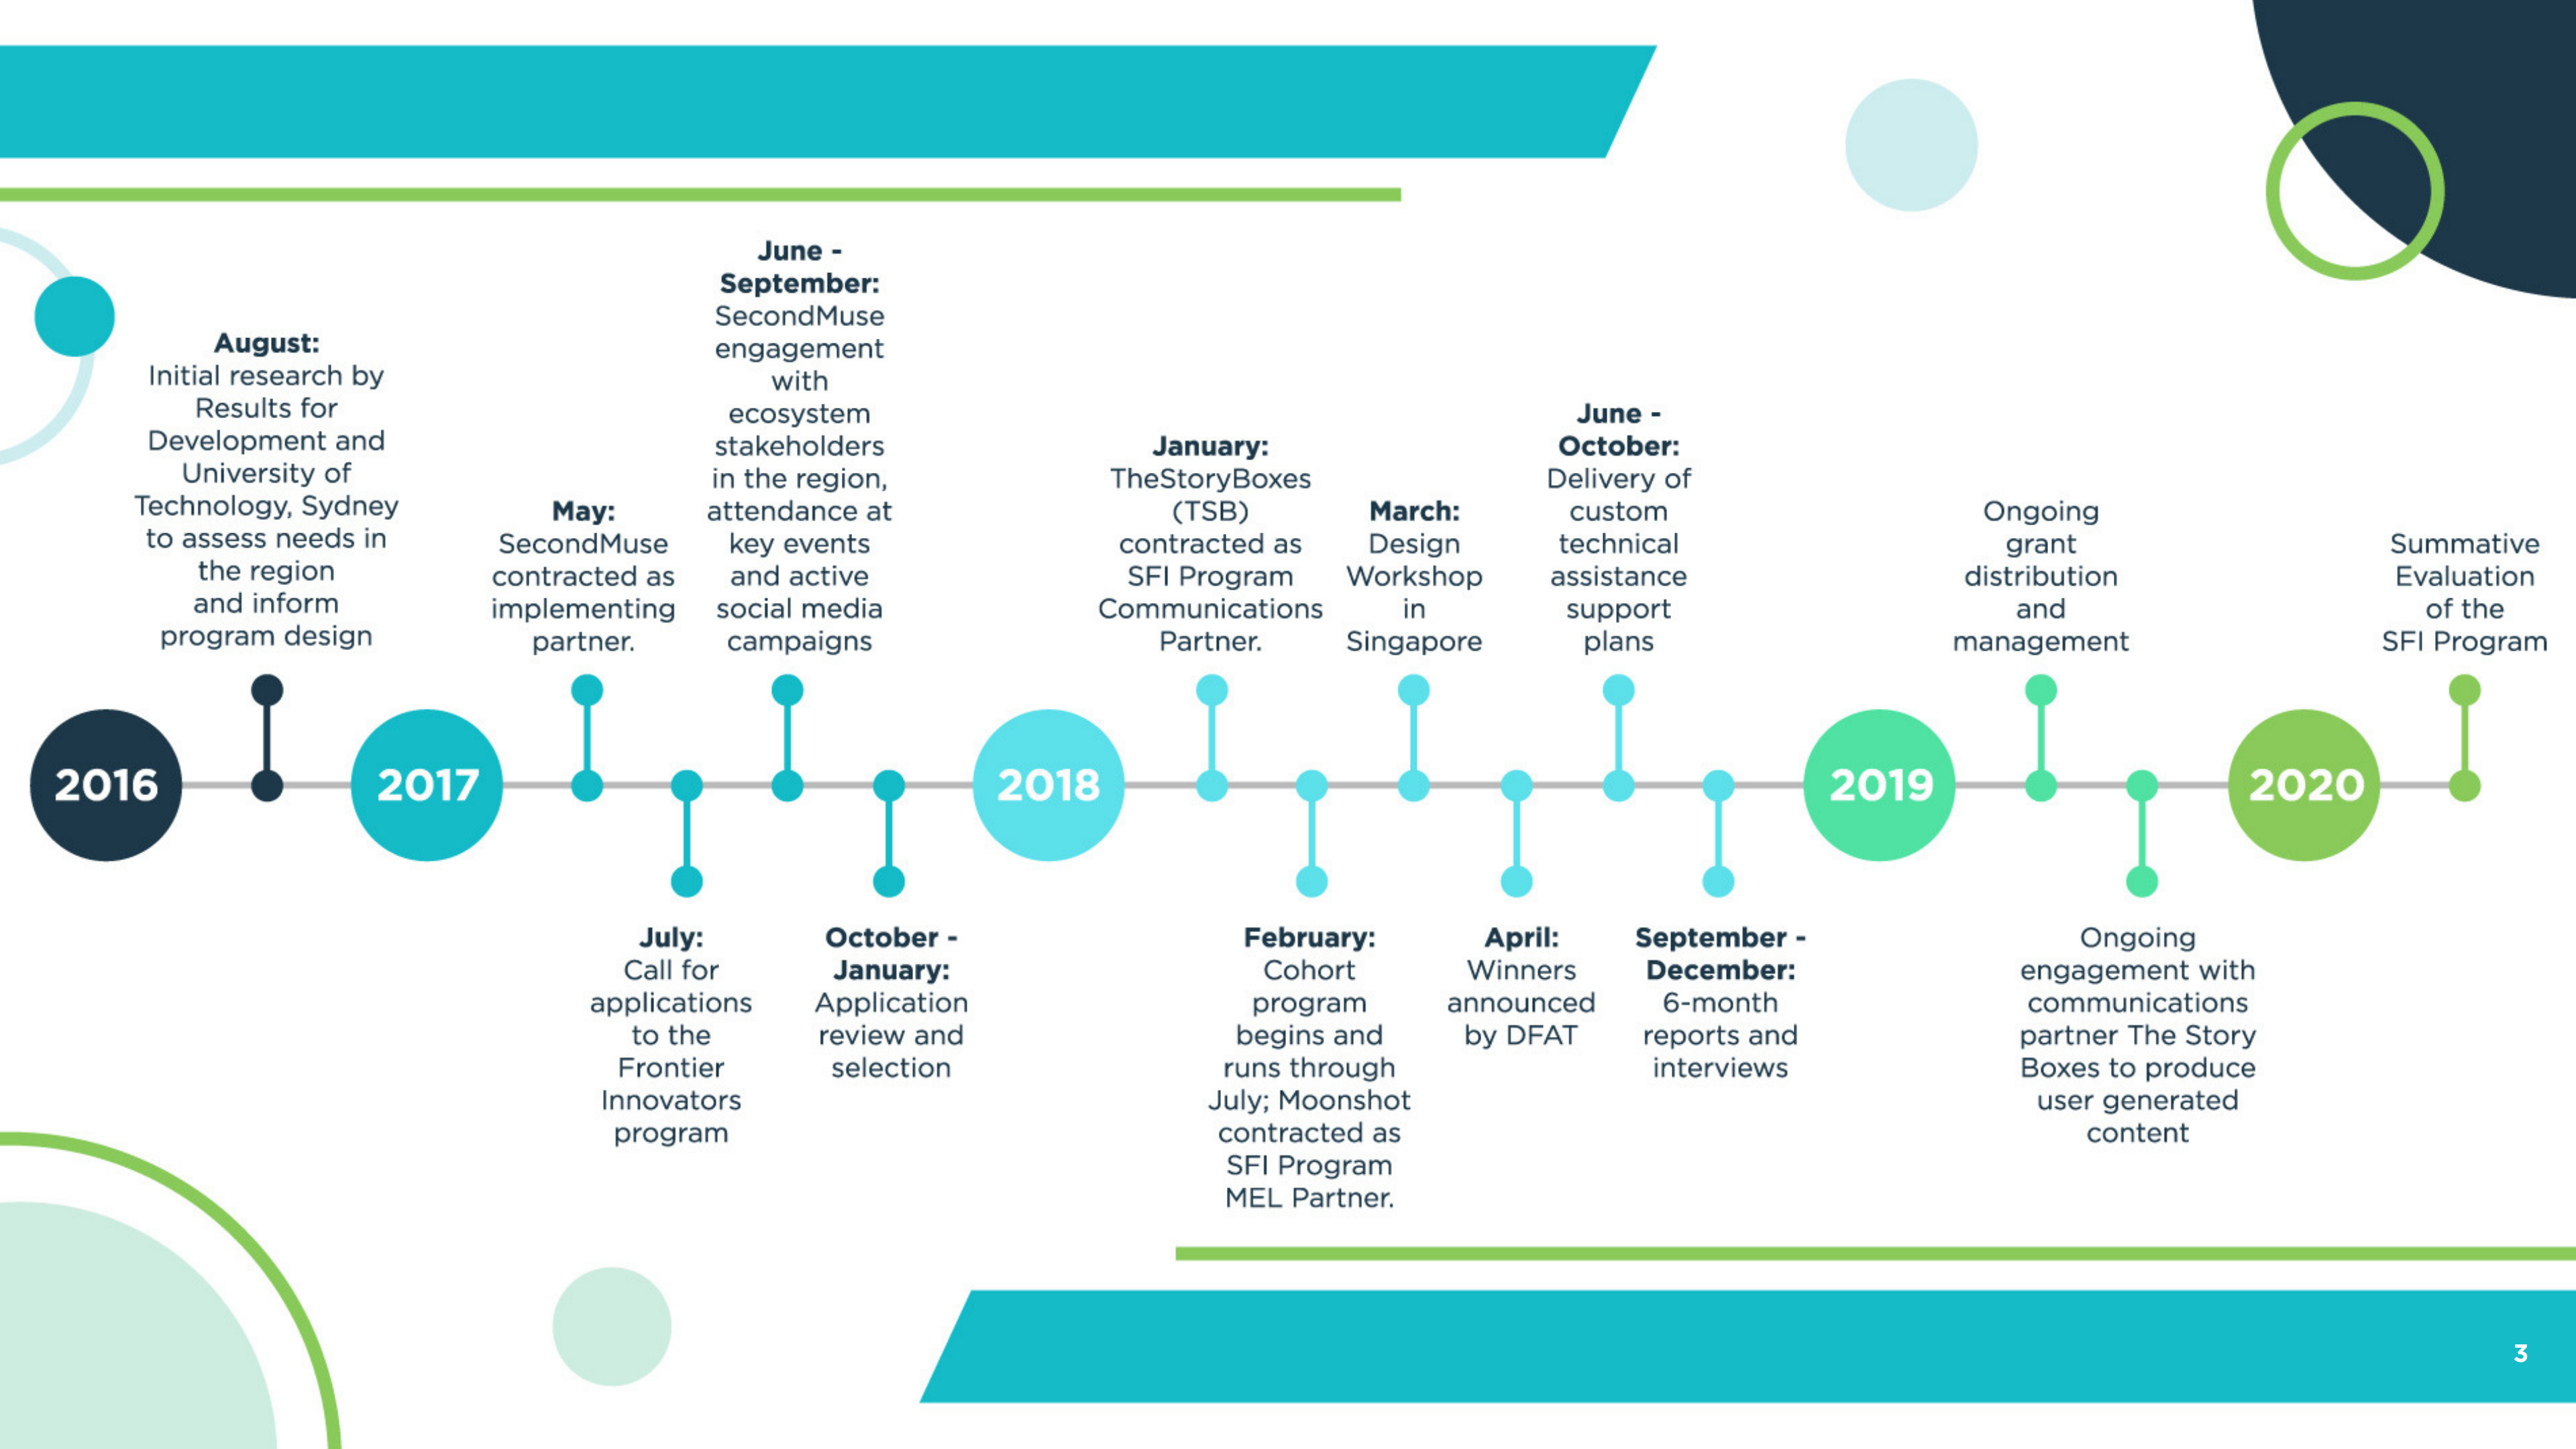 August:
Initial research by
Results for
Development and
University of
Technology, Sydney
to assess needs in
the region
and inform
program design
May:
SecondMuse
contracted as
implementing
partner.
June -
September:
SecondMuse
engagement
with
ecosystem
stakeholders
in the region,
attendance at
key events
and active
social media
campaigns
January:
TheStoryBoxes
(TSB)
contracted as
SFI Program
Communications
Partner.
March:
Design
Workshop
in
Singapore
June -
October:
Delivery of
custom
technical
assistance
support
plans
Ongoing
grant
distribution
and
management
Summative
Evaluation
of the
SFI Program
2016
2017
2018
2019
2020
July:
Call for
applications
to the
Frontier
Innovators
program
October -
January:
Application
review and
selection
February:
Cohort
program
begins and
runs through
July; Moonshot
contracted as
SFI Program
MEL Partner.
April:
Winners
announced
by DFAT
September -
December:
6-month
reports and
interviews
Ongoing
engagement with
communications
partner The Story
Boxes to produce
user generated
content
3